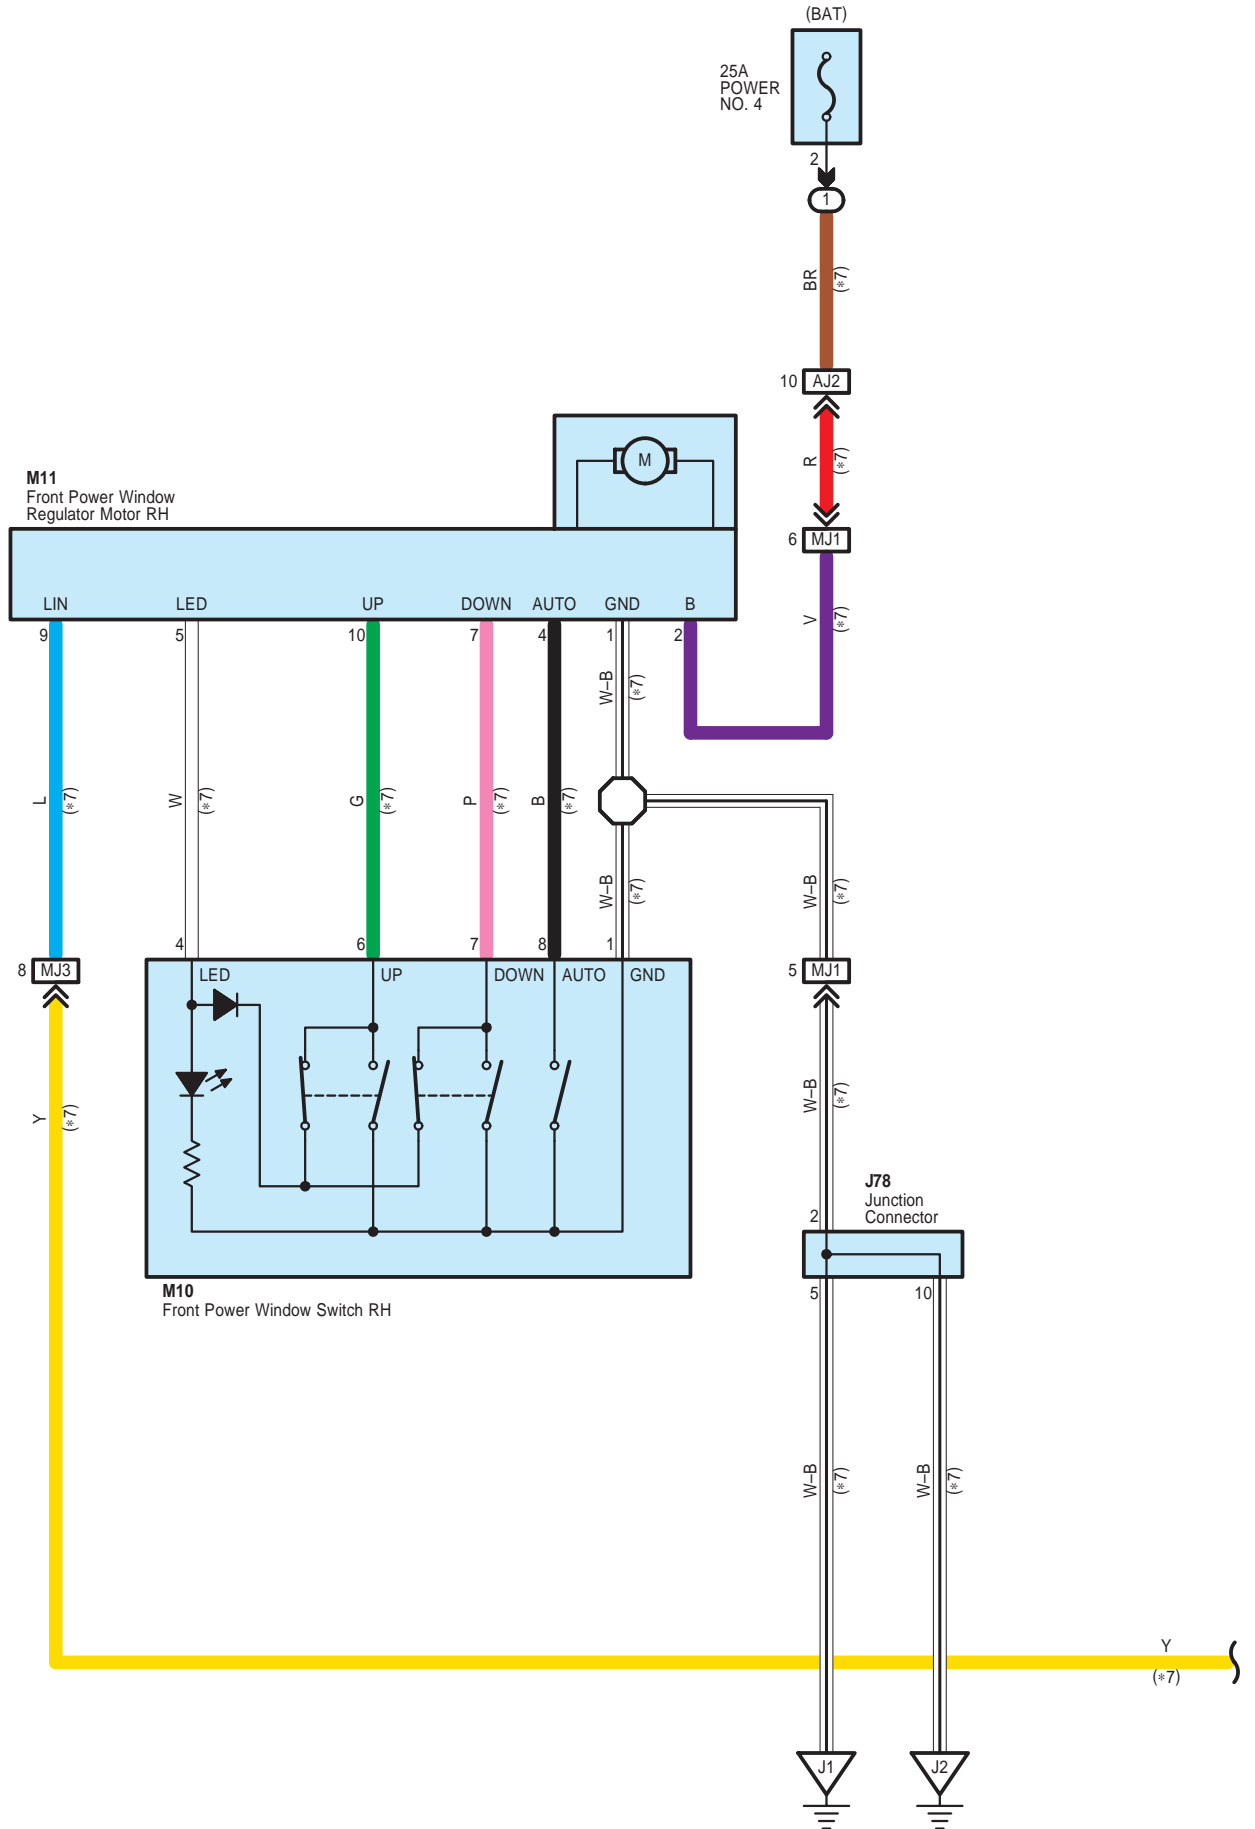 (BAT)
25A
POWER
NO. 4
2
1
BR
(*7)
10
AJ2
R
(*7)
M
M11
Front Power Window
Regulator Motor RH
6
MJ1
LIN
LED
UP
DOWN
AUTO
GND
B
9
5
10
7
4
1
2
V
(*7)
W–B
(*7)
L
(*7)
W
(*7)
G
(*7)
P
(*7)
B
(*7)
W–B
(*7)
W–B
(*7)
4
6
7
8
1
8
MJ3
5
MJ1
LED
UP
DOWN
AUTO
GND
Y
(*7)
W–B
(*7)
J78
Junction
Connector
2
5
10
M10
Front Power Window Switch RH
W–B
(*7)
W–B
(*7)
Y
(*7)
J1
J2